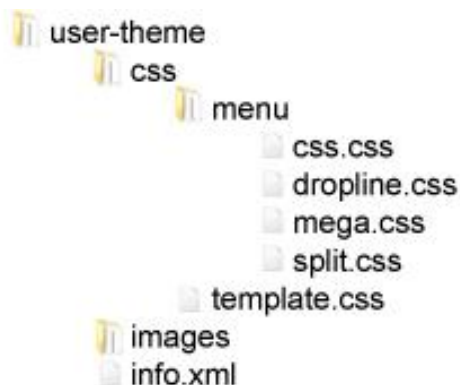 user-theme
css
menu
css.css
dropline.css
mega.css
split.css
template.css
images
info.xml